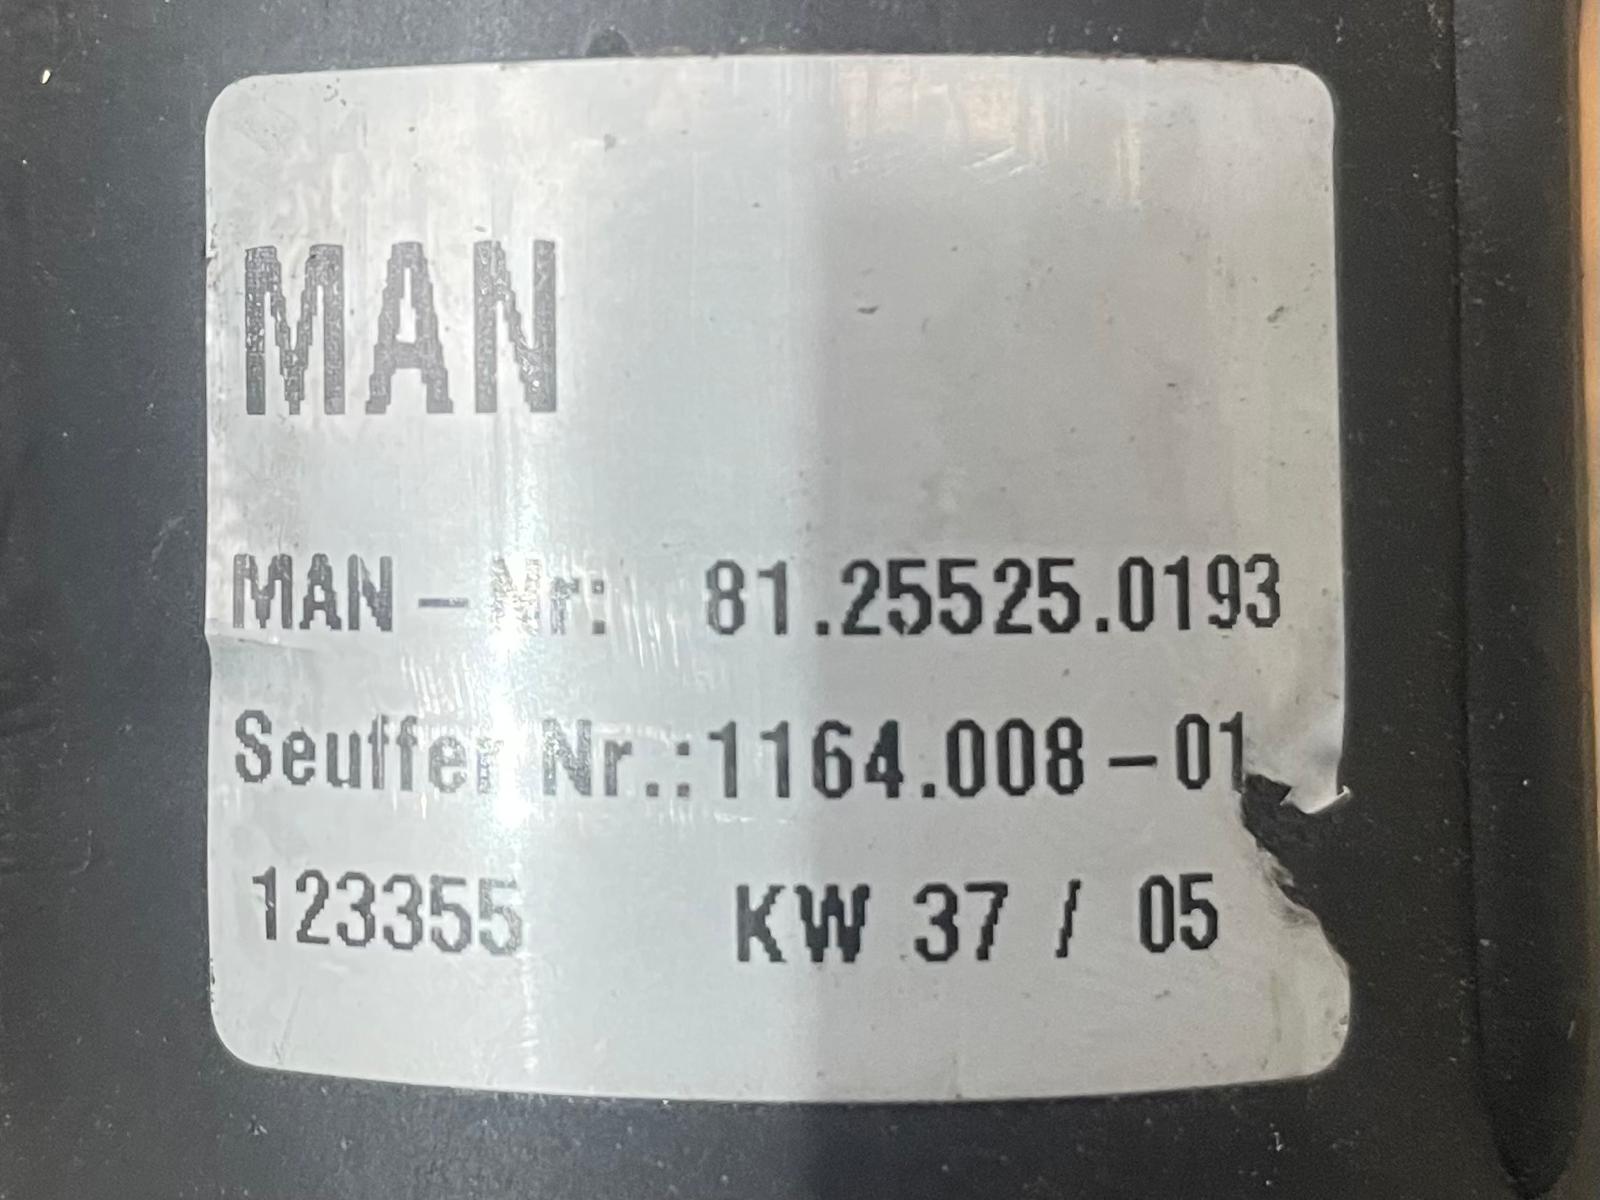 MAN
MAN - Nr: 81.25525.0193
Seuffer Nr.:1164.008-01
123355 KW 37 / 05